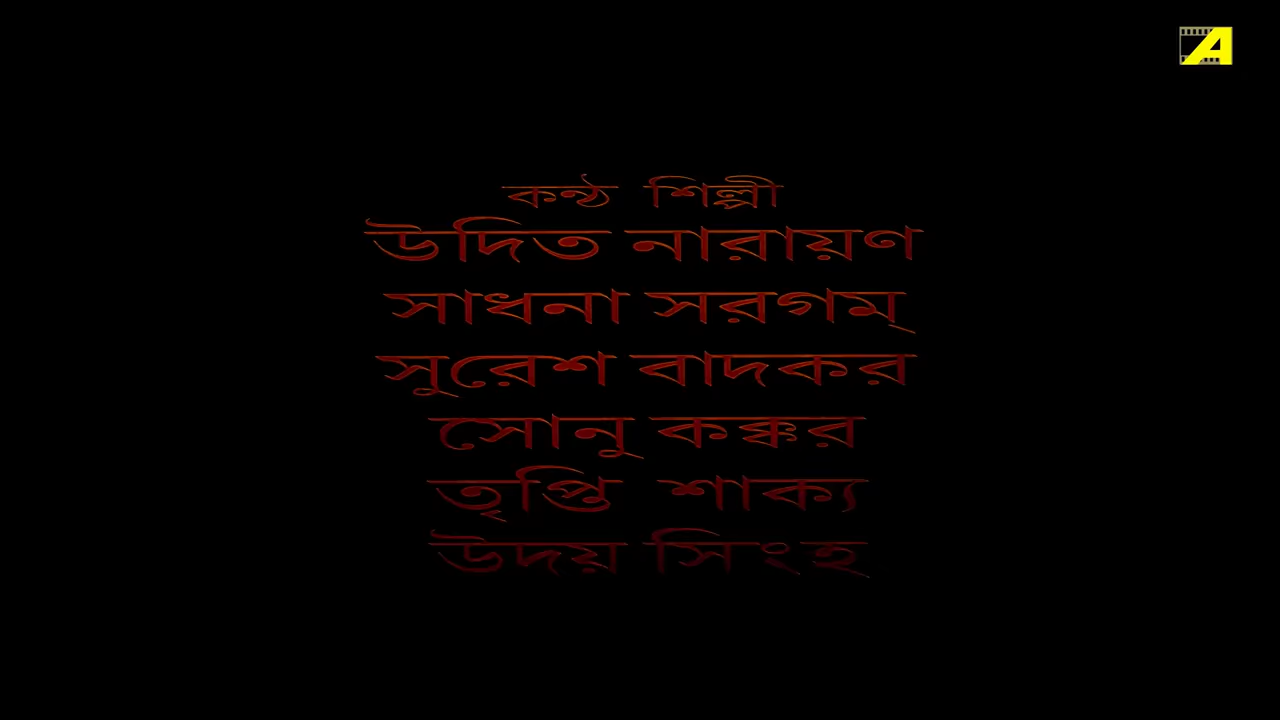 কন্ঠ শিল্পী
উদিত নারায়ণ
সাধনা সরগম্
সুরেশ বাদকর
সোনু কক্কর
তৃপ্তি শাক্য
উদয় সিংহ
A